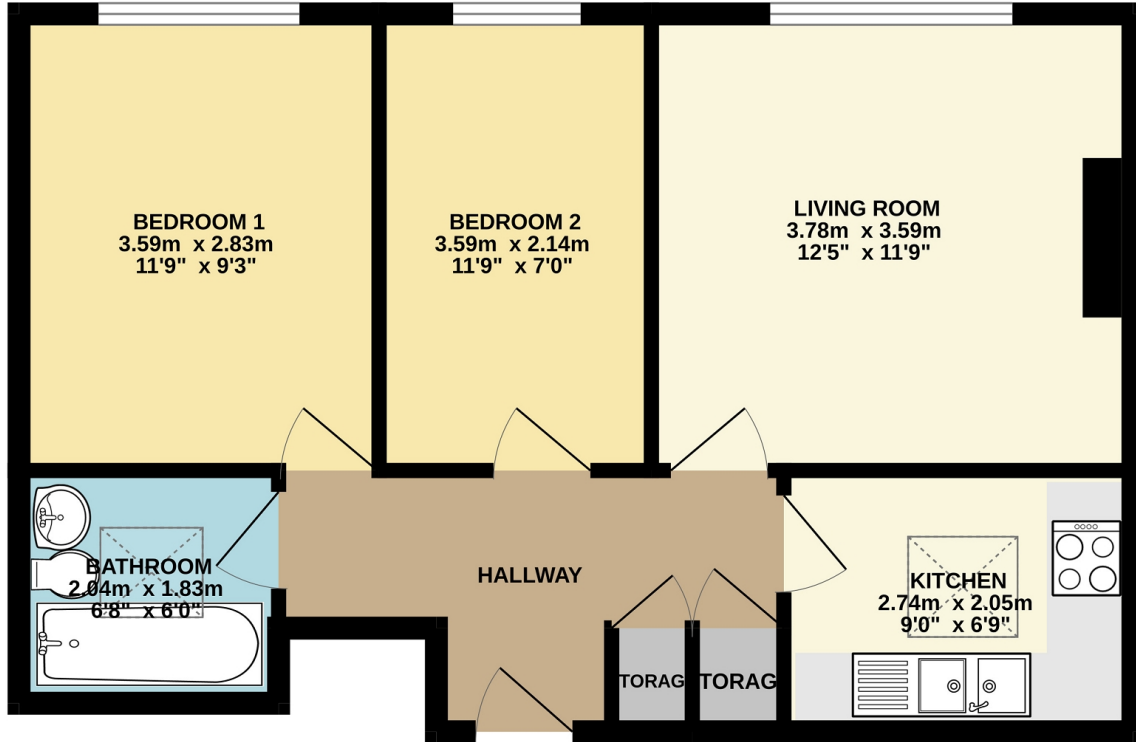 BEDROOM 1
3.59m x 2.83m
11'9" x 9'3"
BEDROOM 2
3.59m x 2.14m
11'9" x 7'0"
LIVING ROOM
3.78m x 3.59m
12'5" x 11'9"
BATHROOM
2.04m x 1.83m
6'8" x 6'0"
HALLWAY
KITCHEN
2.74m x 2.05m
9'0" x 6'9"
TORAG
TORAG